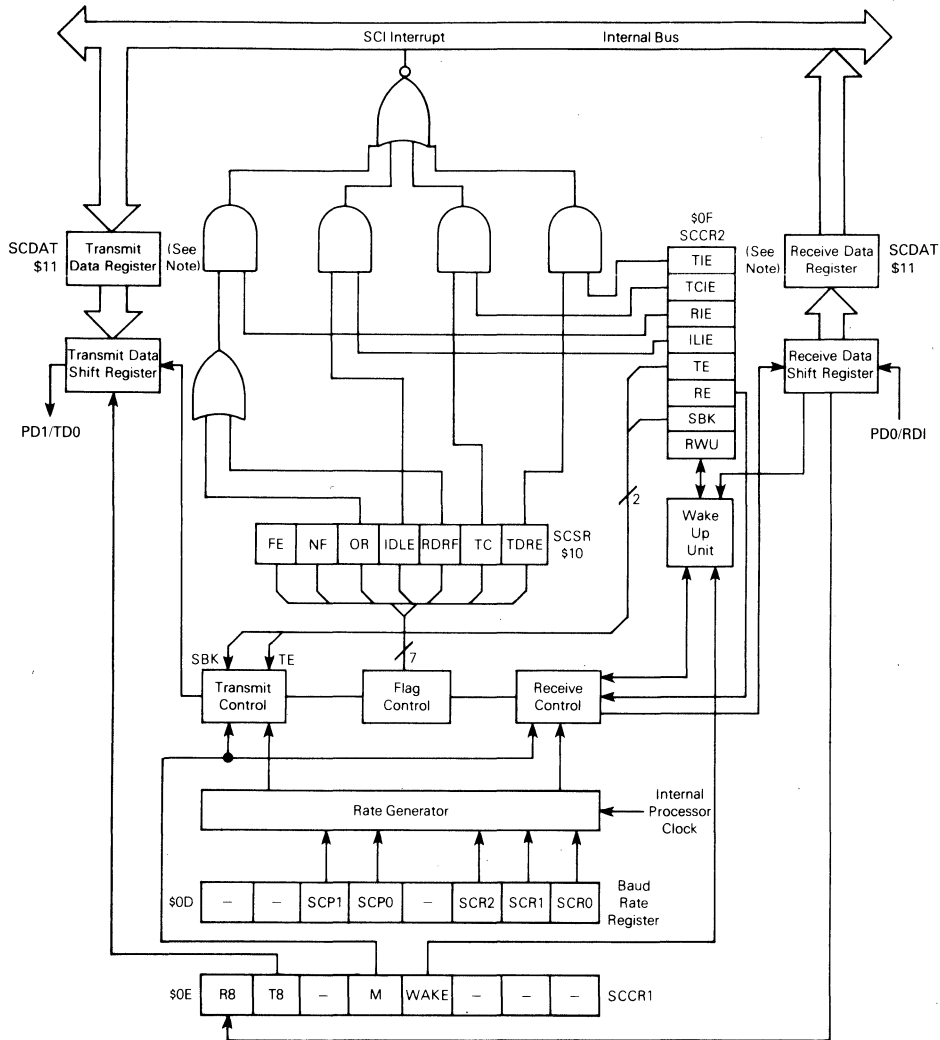 SCI Interrupt
Internal Bus
SCDAT
$11
Transmit
Data Register
(See
Note)
$0F
SCCR2
TIE
TCIE
RIE
ILIE
TE
RE
SBK
RWU
(See
Note)
Receive Data
Register
SCDAT
$11
Transmit Data
Shift Register
Receive Data
Shift Register
PD1/TD0
PD0/RDI
2
Wake
Up
Unit
FE NF OR IDLE RDRF TC TDRE
SCSR
$10
SBK
TE
7
Transmit
Control
Flag
Control
Receive
Control
Rate Generator
Internal
Processor
Clock
$0D
– – SCP1 SCP0 – SCR2 SCR1 SCR0
Baud
Rate
Register
$0E
R8 T8 – M WAKE – – –
SCCR1